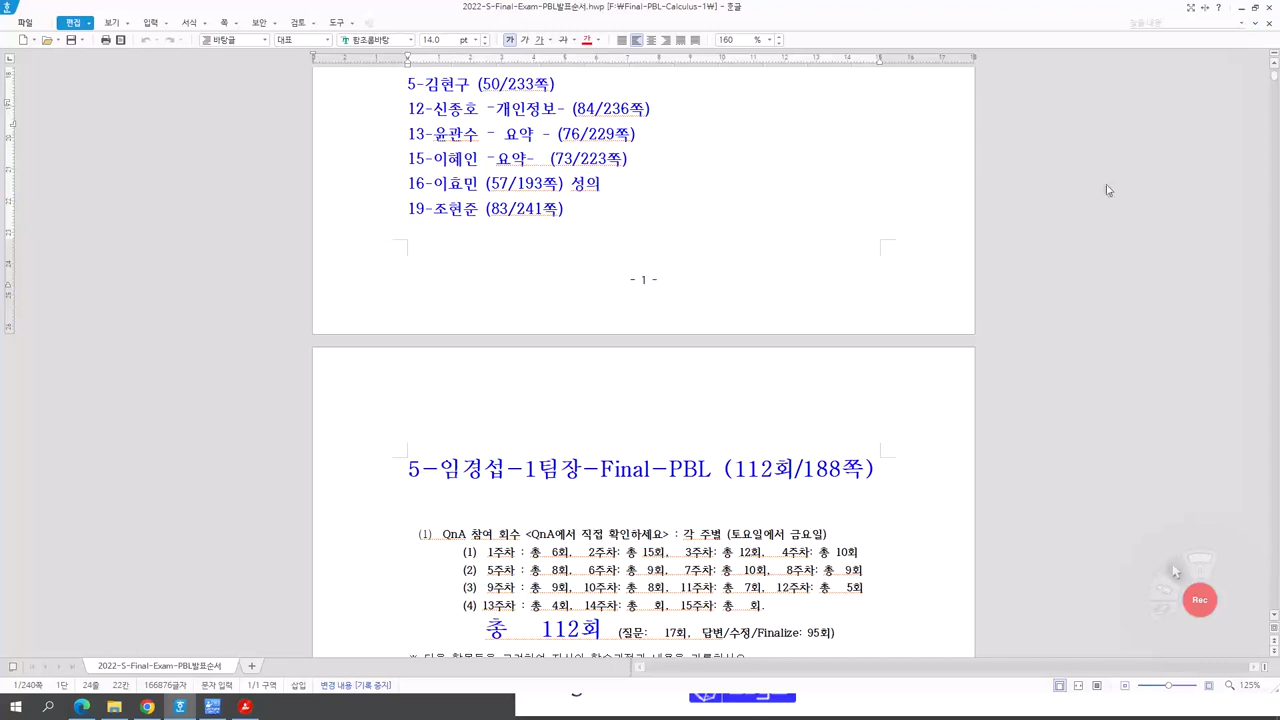 2022-S-Final-Exam-PBL발표순서.hwp [F:₩Final-PBL-Calculus-1₩] - 한글
파일 편집 보기 입력 서식 쪽 보안 검토 도구
찾을 내용
바탕글 대표 함초롬바탕 14.0 pt 가 가 가 가 가 160 %
5-김현구 (50/233쪽)
12-신종호 -개인정보- (84/236쪽)
13-윤관수 - 요약 - (76/229쪽)
15-이혜인 -요약- (73/223쪽)
16-이효민 (57/193쪽) 성의
19-조현준 (83/241쪽)
- 1 -
5-임경섭-1팀장-Final-PBL (112회/188쪽)
(1) QnA 참여 회수 <QnA에서 직접 확인하세요> : 각 주별 (토요일에서 금요일)
(1) 1주차 : 총 6회, 2주차: 총 15회, 3주차: 총 12회, 4주차: 총 10회
(2) 5주차 : 총 8회, 6주차: 총 9회, 7주차: 총 10회, 8주차: 총 9회
(3) 9주차 : 총 9회, 10주차: 총 8회, 11주차: 총 7회, 12주차: 총 5회
(4) 13주차 : 총 4회, 14주차: 총 회, 15주차: 총 회.
총 112회 (질문: 17회, 답변/수정/Finalize: 95회)
Rec
2022-S-Final-Exam-PBL발표순서
1/240쪽 1단 24줄 22칸 166876글자 문자 입력 1/1 구역 삽입 변경 내용 [기록 중지] 125%